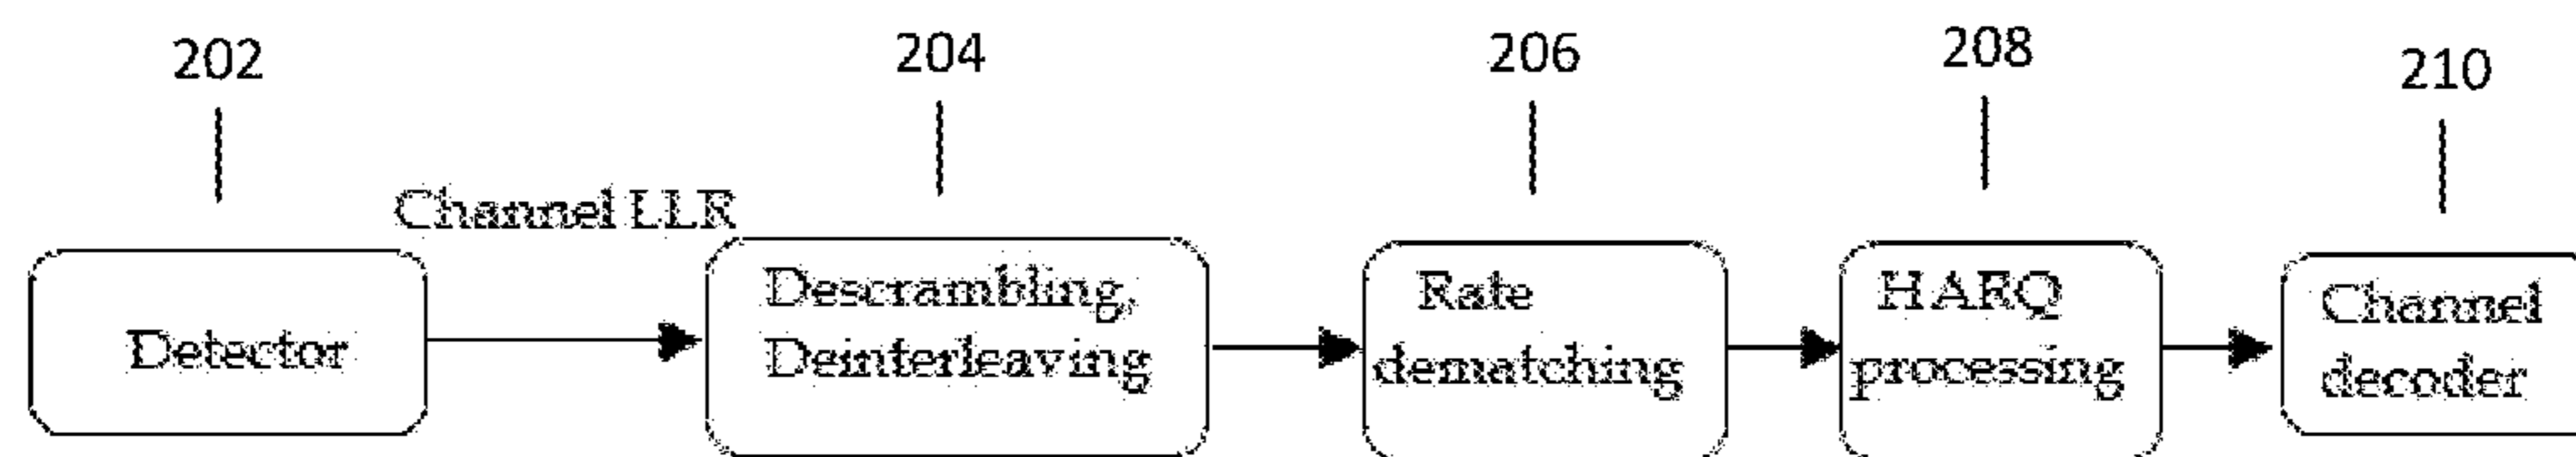 202
204
206
208
210
Channel LLR
Detector
Descrambling,
Deinterleaving
Rate
dematching
HARQ
processing
Channel
decoder